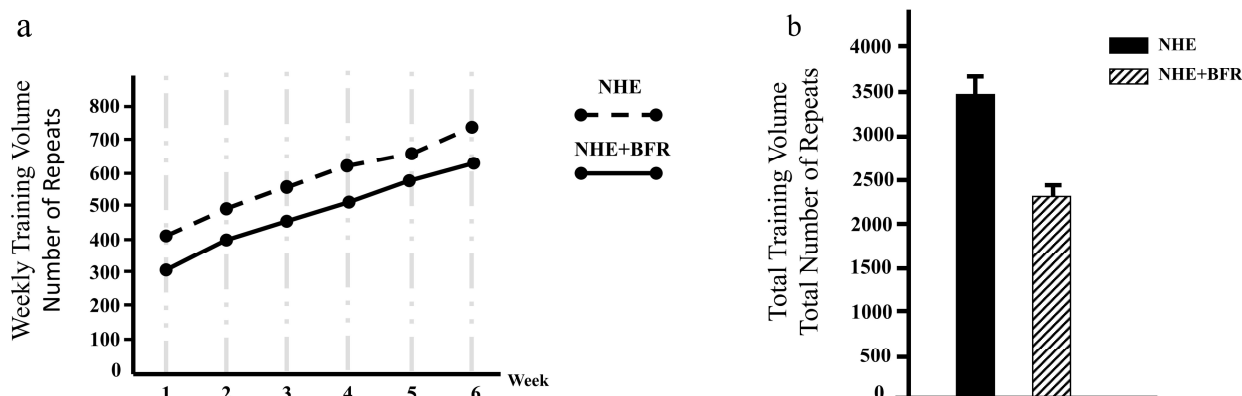 a
Weekly Training Volume
Number of Repeats
800
700
600
500
400
300
200
100
0
1 2 3 4 5 6
Week
NHE
NHE+BFR
b
Total Training Volume
Total Number of Repeats
4000
3500
3000
2500
2000
1500
1000
500
0
NHE
NHE+BFR